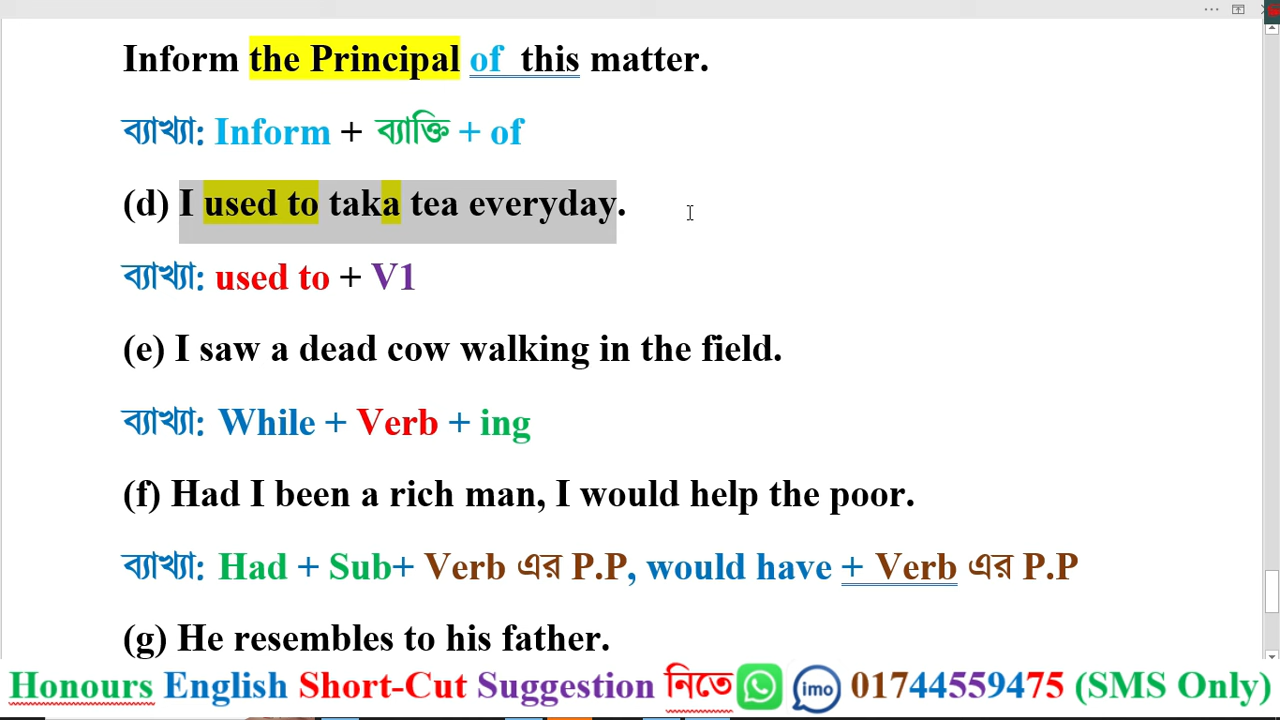 Inform the Principal of this matter.
ব্যাখ্যা: Inform + ব্যাক্তি + of
(d) I used to taka tea everyday.
ব্যাখ্যা: used to + V1
(e) I saw a dead cow walking in the field.
ব্যাখ্যা: While + Verb + ing
(f) Had I been a rich man, I would help the poor.
ব্যাখ্যা: Had + Sub+ Verb এর P.P, would have + Verb এর P.P
(g) He resembles to his father.
Honours English Short-Cut Suggestion নিতে imo 01744559475 (SMS Only)